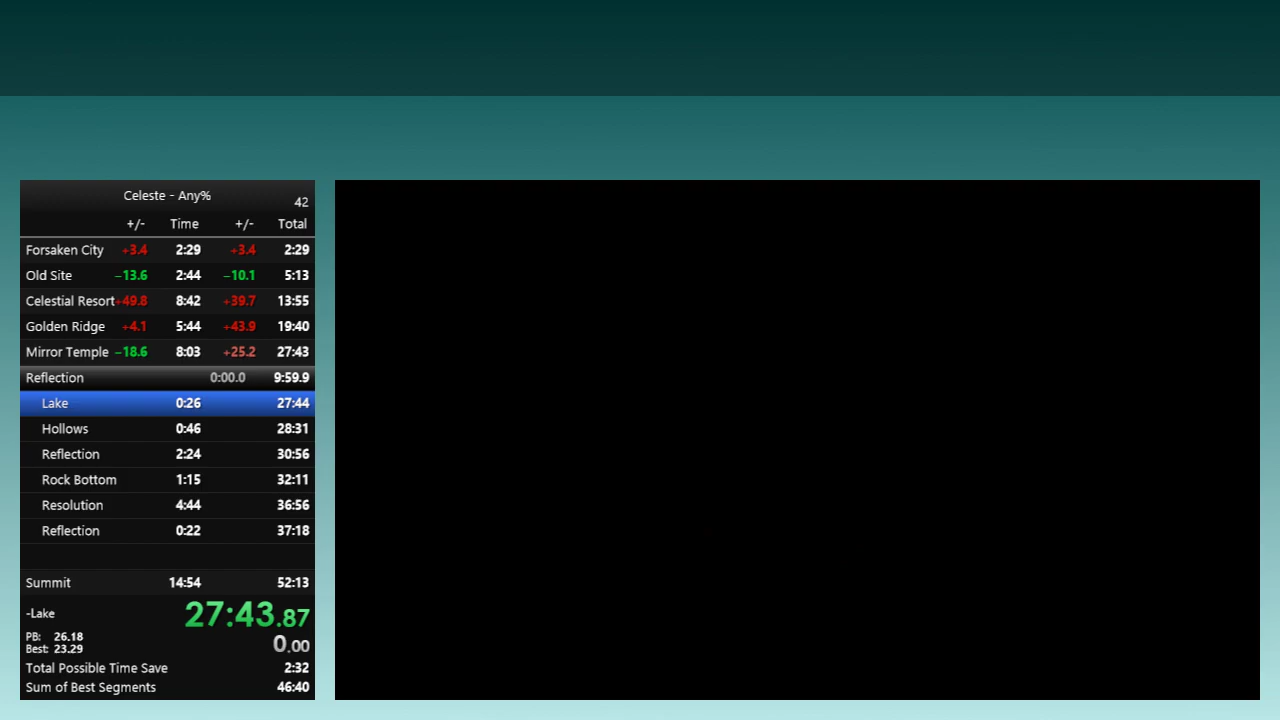 Celeste - Any%
42
+/- Time +/- Total
Forsaken City +3.4 2:29 +3.4 2:29
Old Site −13.6 2:44 −10.1 5:13
Celestial Resort +49.8 8:42 +39.7 13:55
Golden Ridge +4.1 5:44 +43.9 19:40
Mirror Temple −18.6 8:03 +25.2 27:43
Reflection 0:00.0 9:59.9
Lake 0:26 27:44
Hollows 0:46 28:31
Reflection 2:24 30:56
Rock Bottom 1:15 32:11
Resolution 4:44 36:56
Reflection 0:22 37:18
Summit 14:54 52:13
-Lake 27:43.87
PB: 26.18
Best: 23.29 0.00
Total Possible Time Save 2:32
Sum of Best Segments 46:40